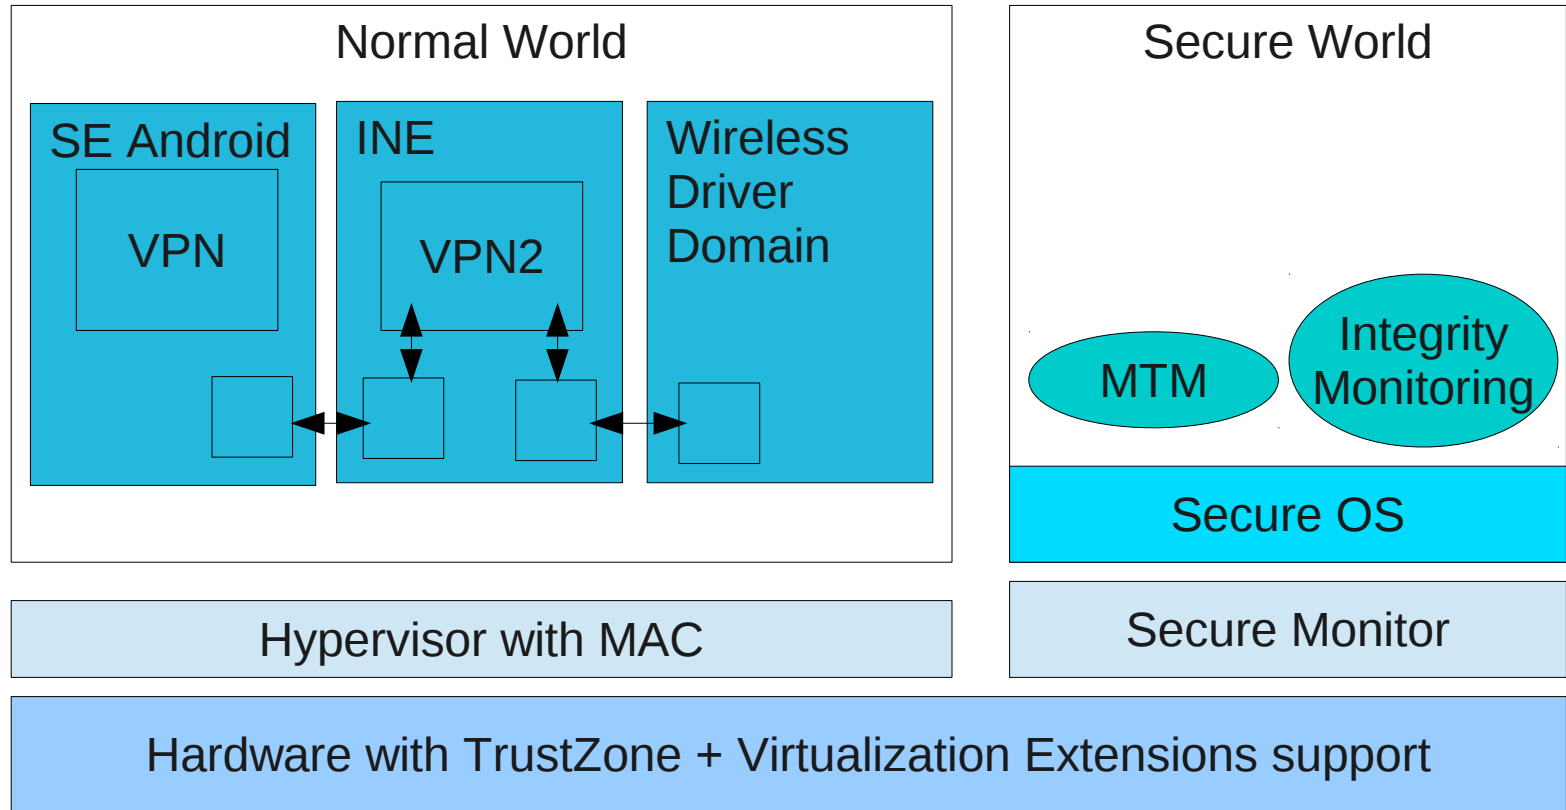 Normal World
SE Android
VPN
INE
VPN2
Wireless
Driver
Domain
Secure World
MTM
Integrity
Monitoring
Secure OS
Hypervisor with MAC
Secure Monitor
Hardware with TrustZone + Virtualization Extensions support